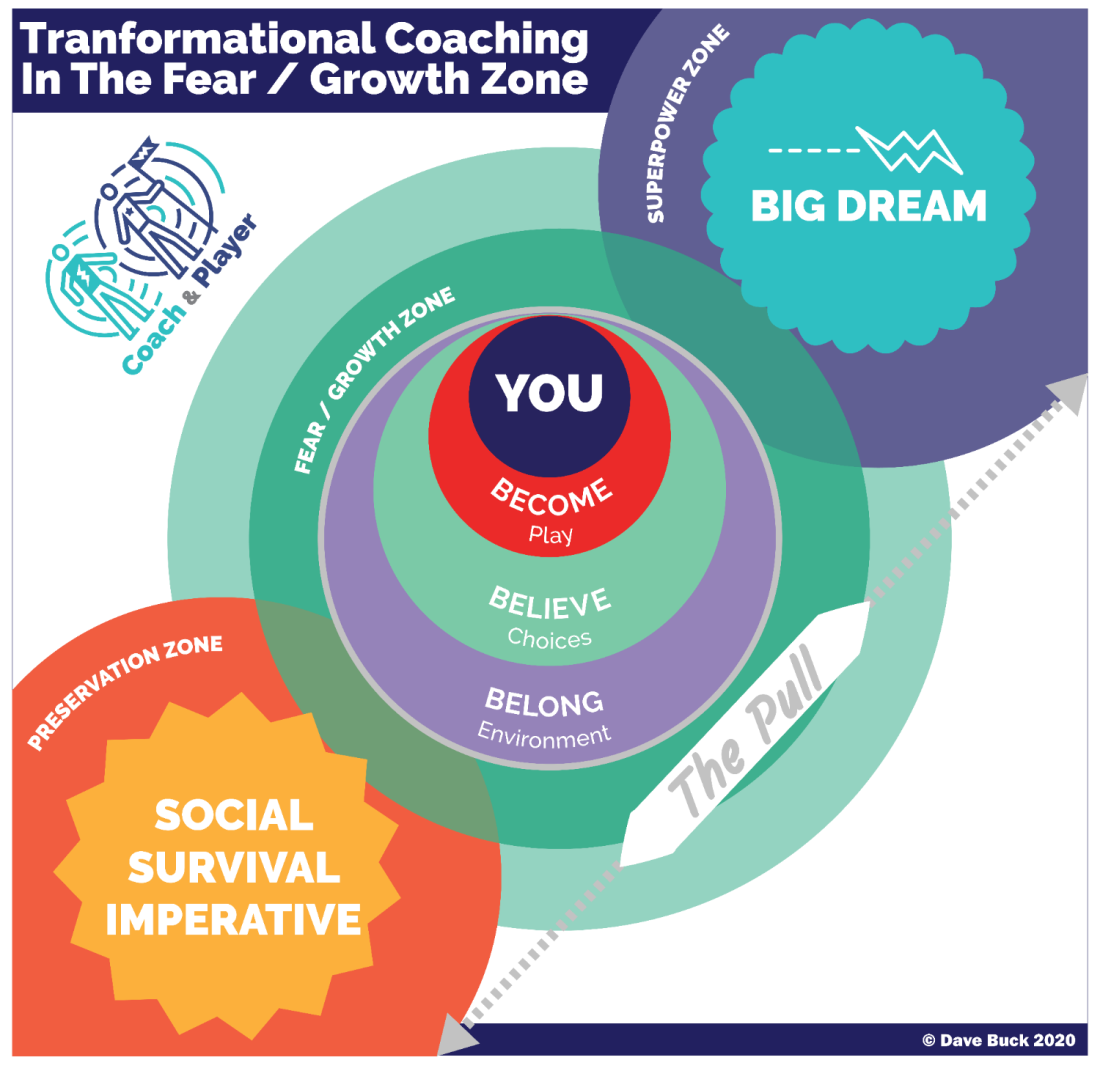 Tranformational Coaching
In The Fear / Growth Zone
SUPERPOWER ZONE
BIG DREAM
Coach & Player
FEAR / GROWTH ZONE
YOU
BECOME
Play
BELIEVE
Choices
BELONG
Environment
PRESERVATION ZONE
The Pull
SOCIAL
SURVIVAL
IMPERATIVE
© Dave Buck 2020